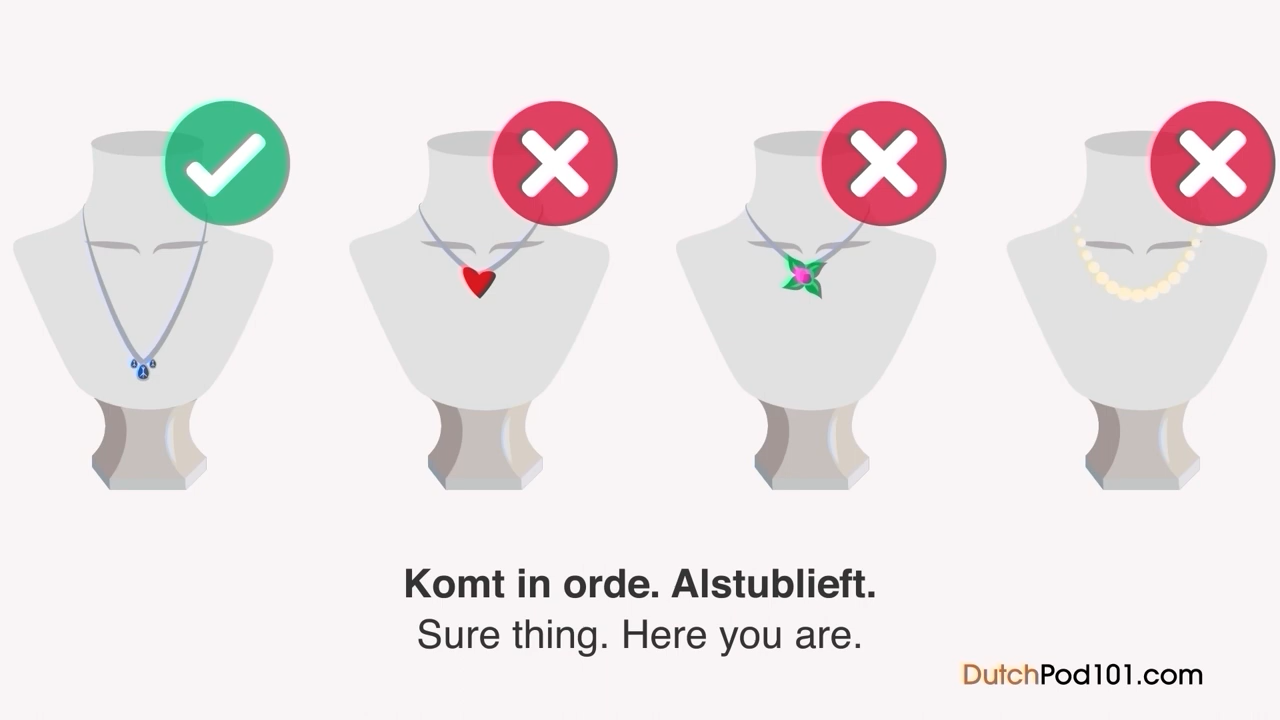 Komt in orde. Alstublieft.
Sure thing. Here you are.
DutchPod101.com